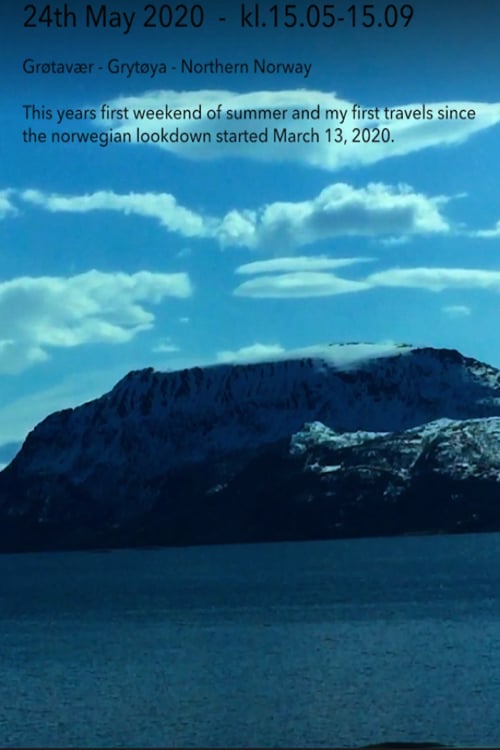 24th May 2020 - kl.15.05-15.09
Grøtavær - Grytøya - Northern Norway
This years first weekend of summer and my first travels since
the norwegian lookdown started March 13, 2020.